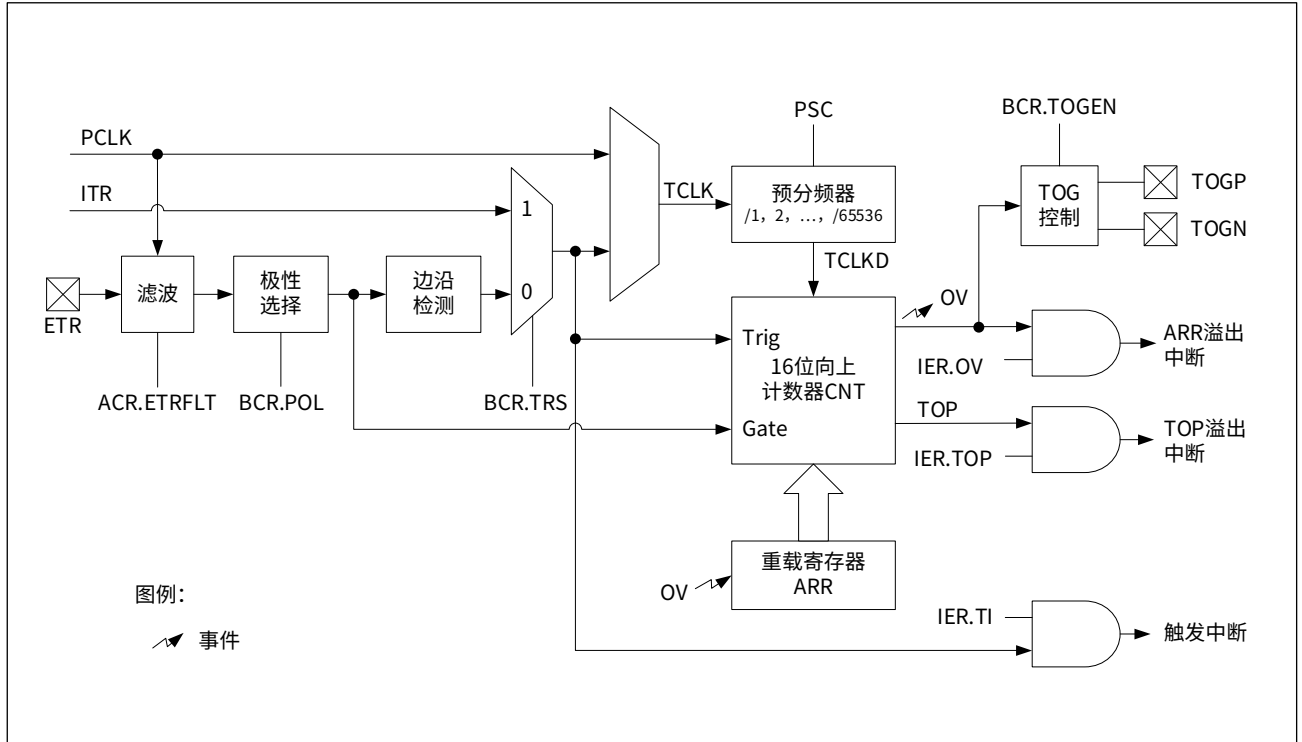 PCLK
ITR
ETR
滤波
ACR.ETRFLT
极性
选择
BCR.POL
边沿
检测
1
0
BCR.TRS
TCLK
PSC
预分频器
/1，2，…，/65536
TCLKD
Trig
16位向上
计数器CNT
Gate
重载寄存器
ARR
OV
OV
TOP
BCR.TOGEN
TOG
控制
TOGP
TOGN
IER.OV
ARR溢出
中断
IER.TOP
TOP溢出
中断
IER.TI
触发中断
图例：
事件